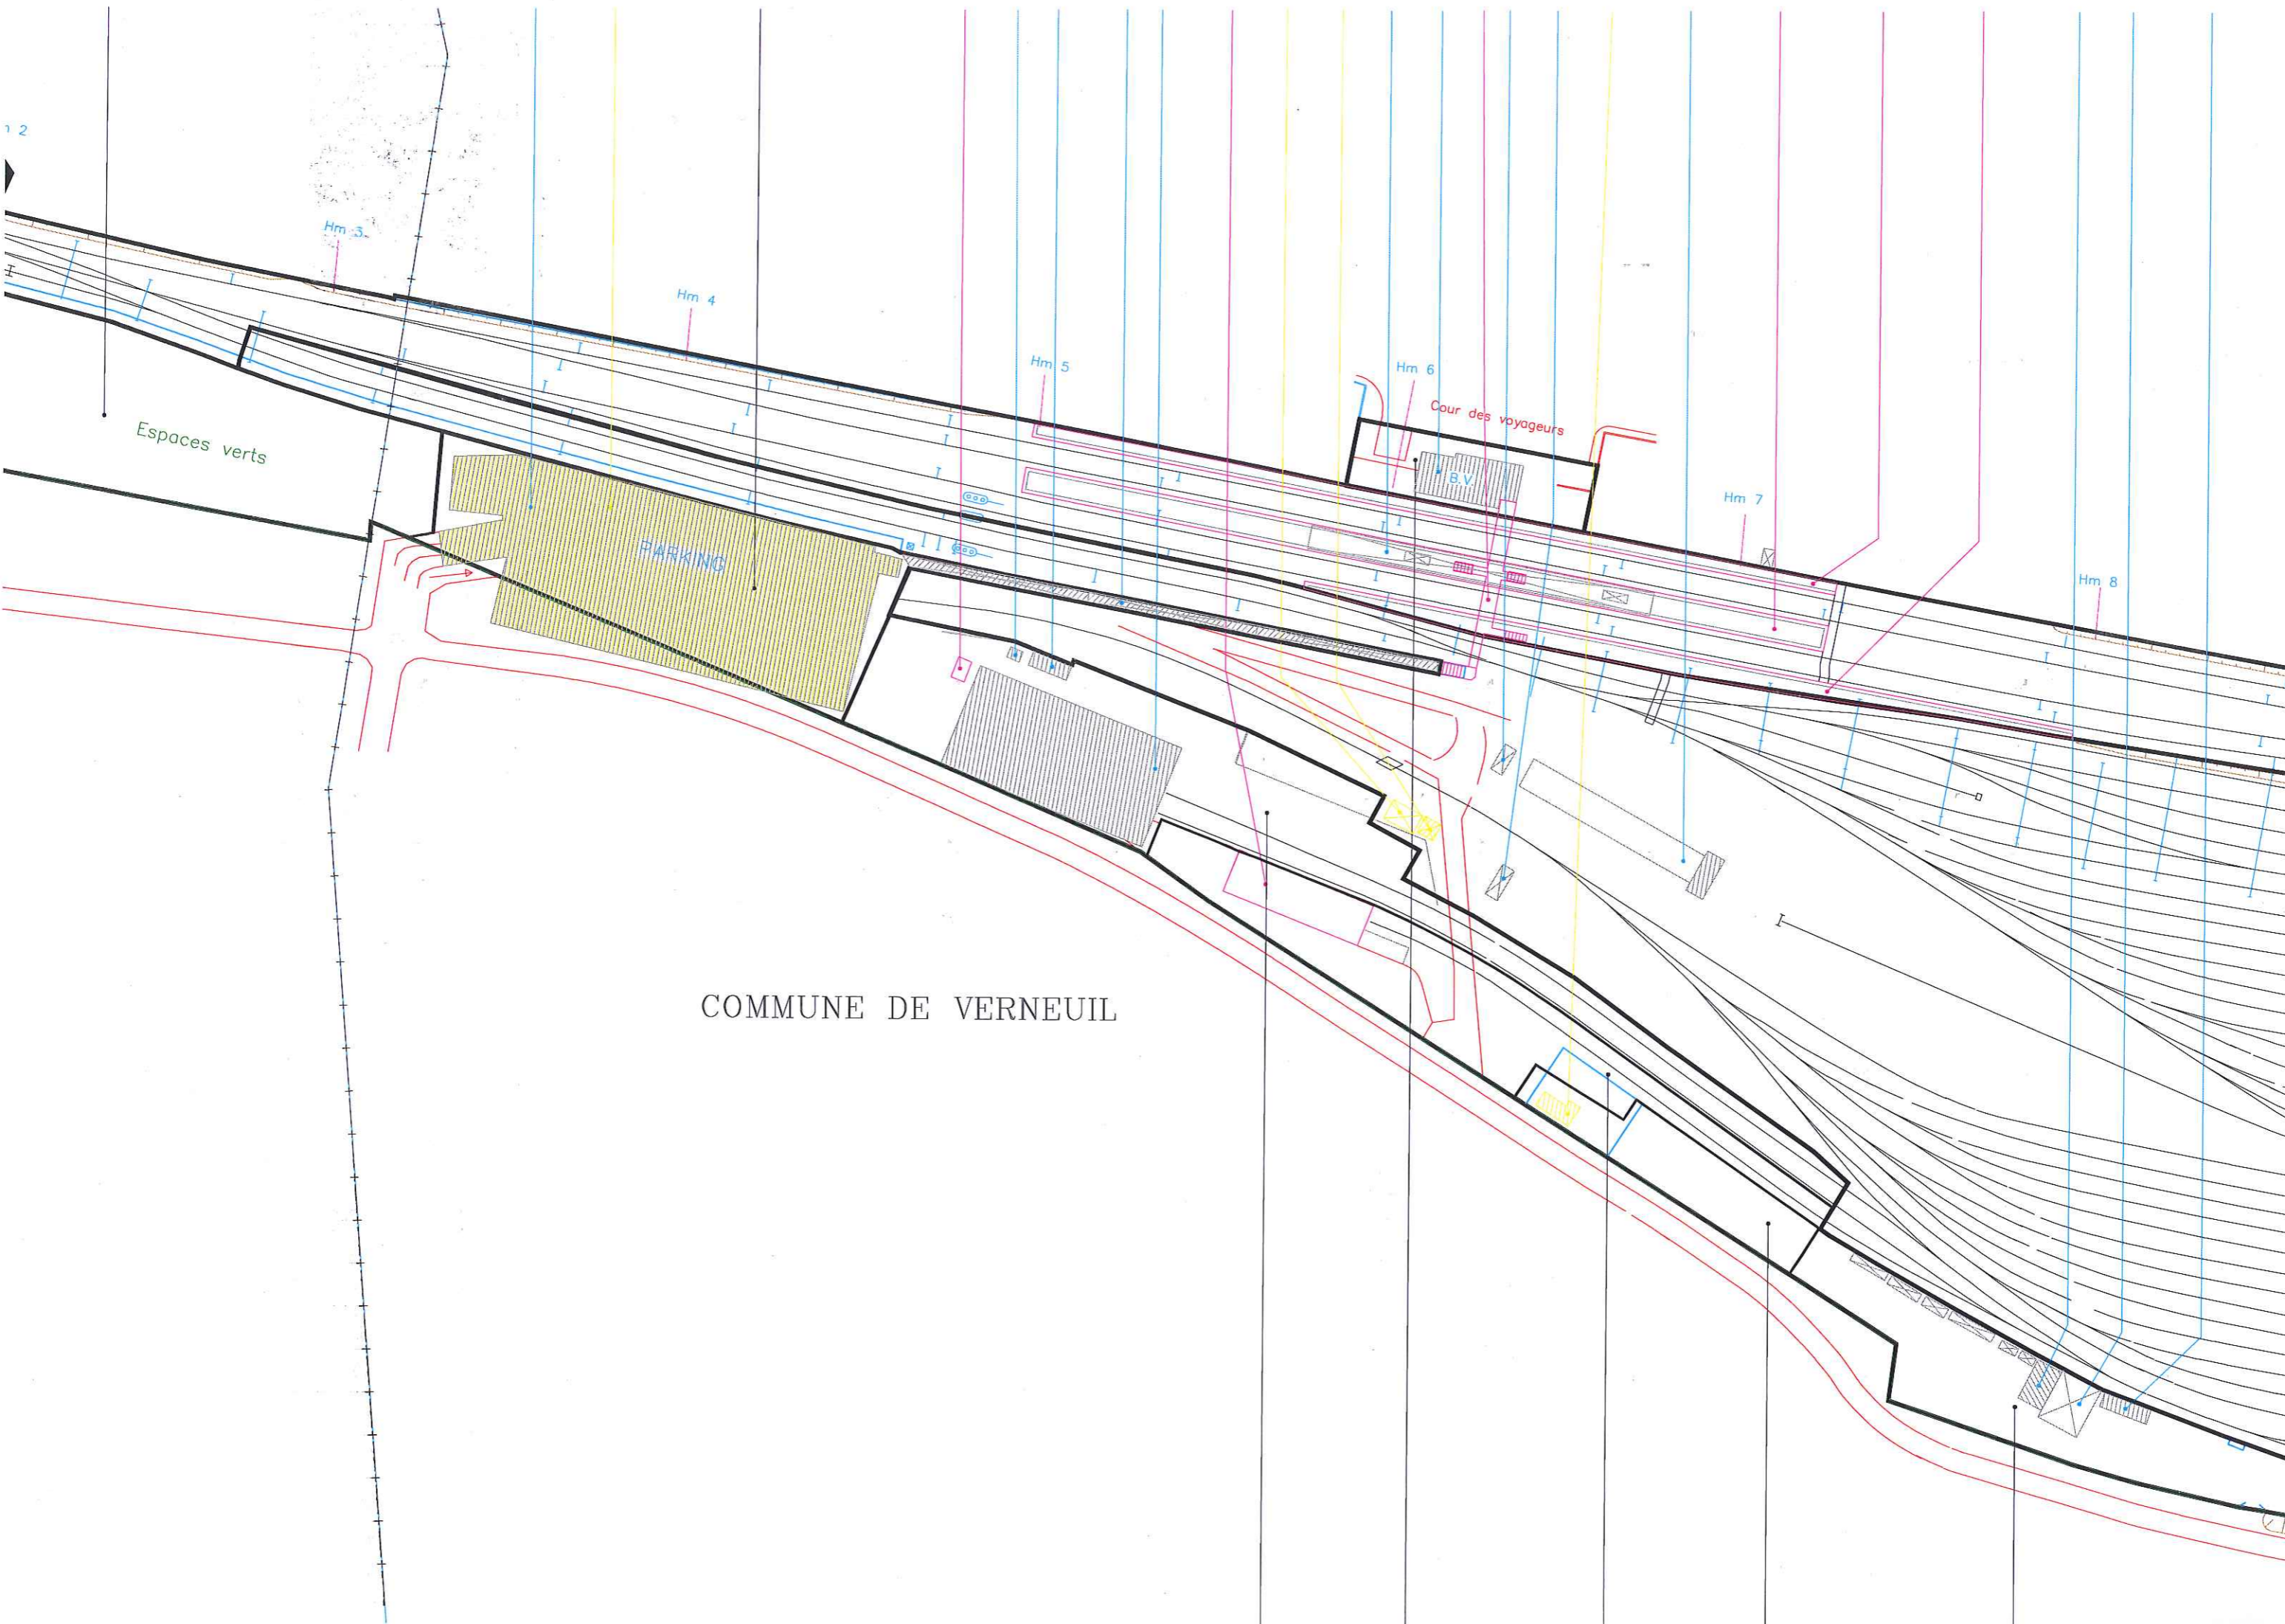 2
Hm 3
Hm 4
Hm 5
Hm 6
Cour des voyageurs
B.V.
Hm 7
Hm 8
Espaces verts
PARKING
COMMUNE DE VERNEUIL